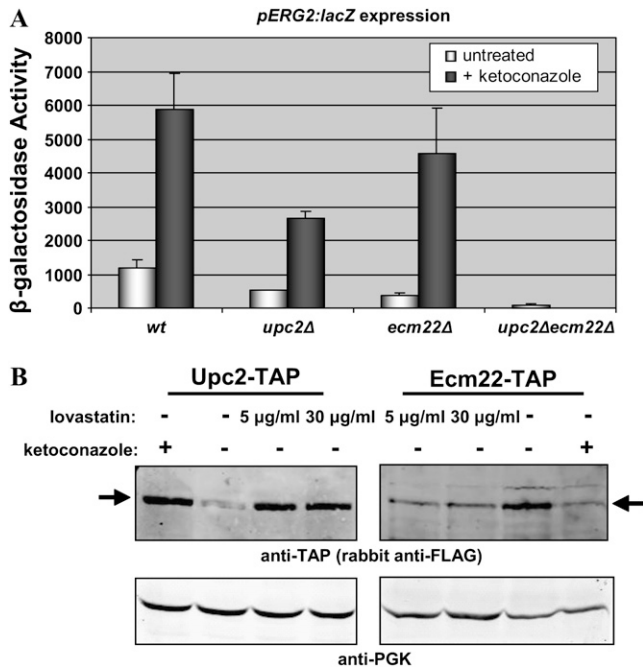 A
pERG2:lacZ expression
8000
7000
6000
5000
4000
3000
2000
1000
0
β-galactosidase Activity
untreated
+ ketoconazole
wt upc2Δ ecm22Δ upc2Δecm22Δ
B
Upc2-TAP Ecm22-TAP
lovastatin: - - 5 µg/ml 30 µg/ml 5 µg/ml 30 µg/ml - -
ketoconazole: + - - - - - - +
anti-TAP (rabbit anti-FLAG)
anti-PGK